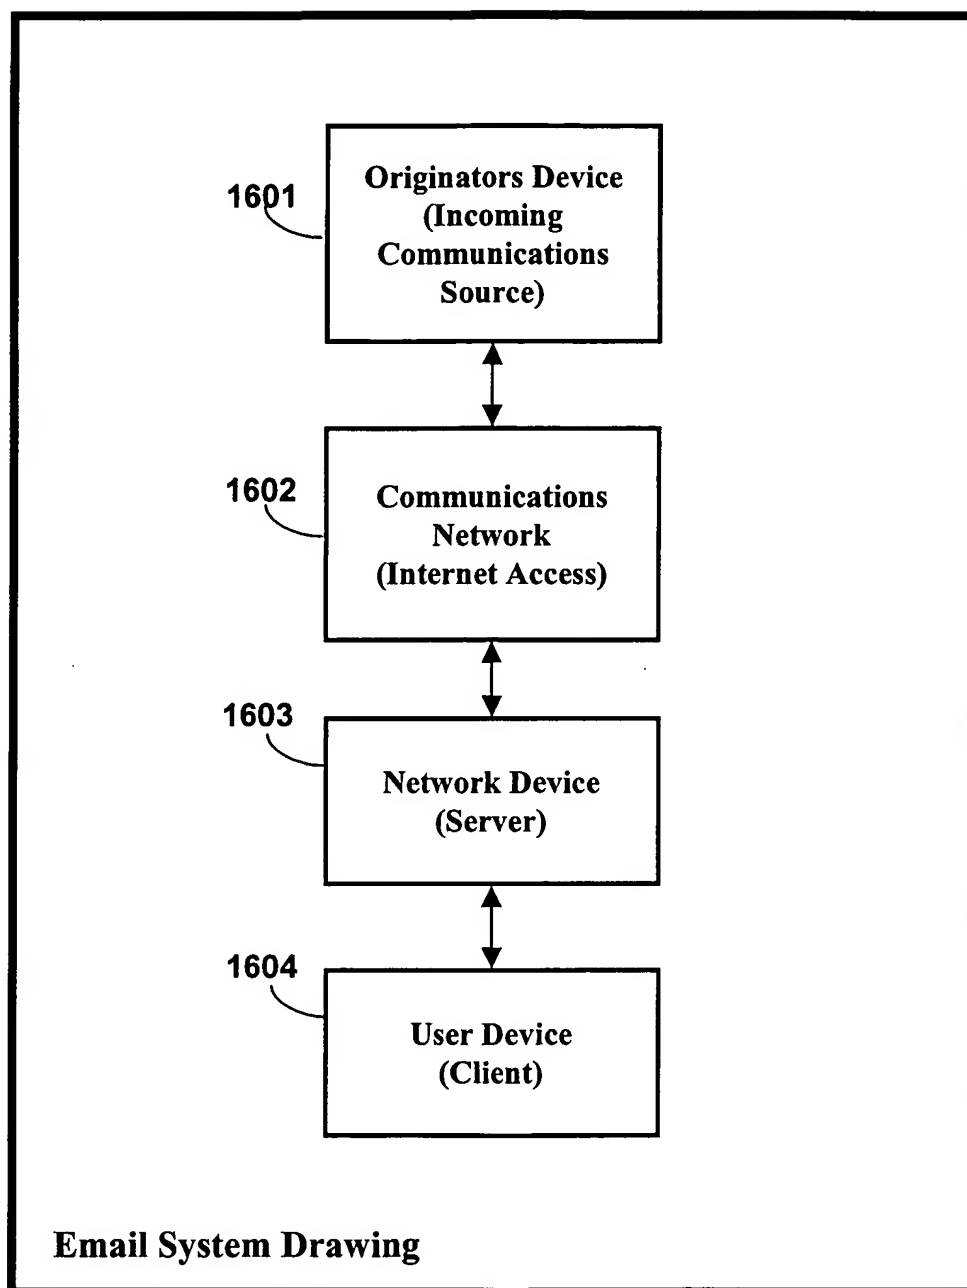 1601
Originators Device
(Incoming
Communications
Source)
1602
Communications
Network
(Internet Access)
1603
Network Device
(Server)
1604
User Device
(Client)
Email System Drawing